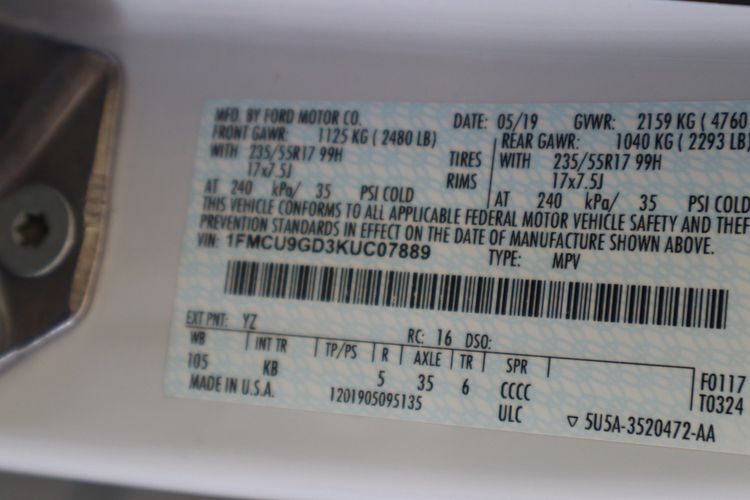 MFD. BY FORD MOTOR CO. DATE: 05/19 GVWR: 2159 KG ( 4760
FRONT GAWR: 1125 KG ( 2480 LB) REAR GAWR: 1040 KG ( 2293 LB)
WITH 235/55R17 99H TIRES WITH 235/55R17 99H
17x7.5J RIMS 17x7.5J
AT 240 kPa/ 35 PSI COLD AT 240 kPa/ 35 PSI COLD
THIS VEHICLE CONFORMS TO ALL APPLICABLE FEDERAL MOTOR VEHICLE SAFETY AND THEFT
PREVENTION STANDARDS IN EFFECT ON THE DATE OF MANUFACTURE SHOWN ABOVE.
VIN: 1FMCU9GD3KUC07889 TYPE: MPV
EXT PNT: YZ RC: 16 DSO:
WB INT TR TP/PS R AXLE TR SPR F0117
105 KB 5 35 6 CCCC T0324
MADE IN U.S.A. 1201905095135 ULC ▽ 5U5A-3520472-AA